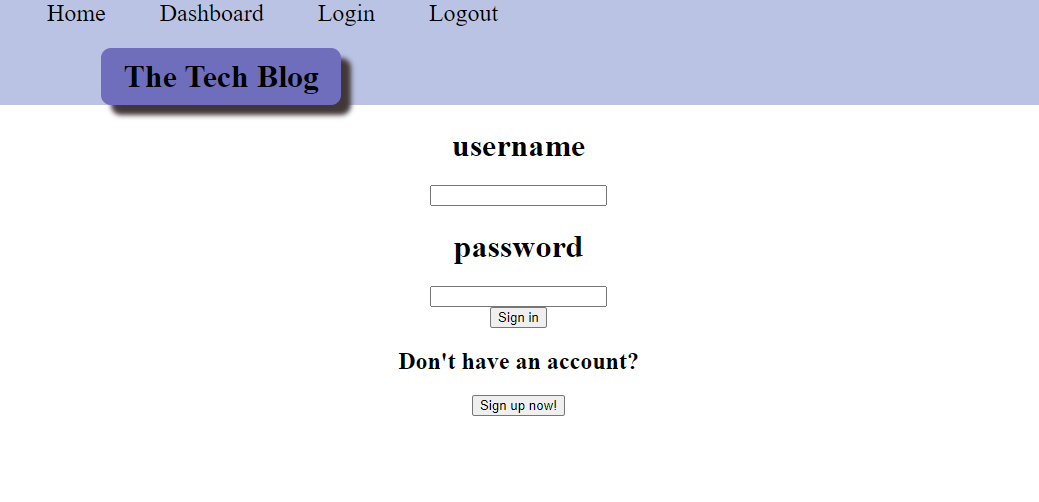 Home Dashboard Login Logout
The Tech Blog
username
password
Sign in
Don't have an account?
Sign up now!